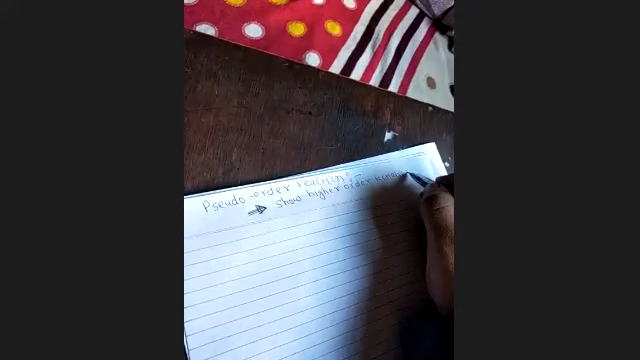 Pseudo-order reaction:-
→ Show higher order